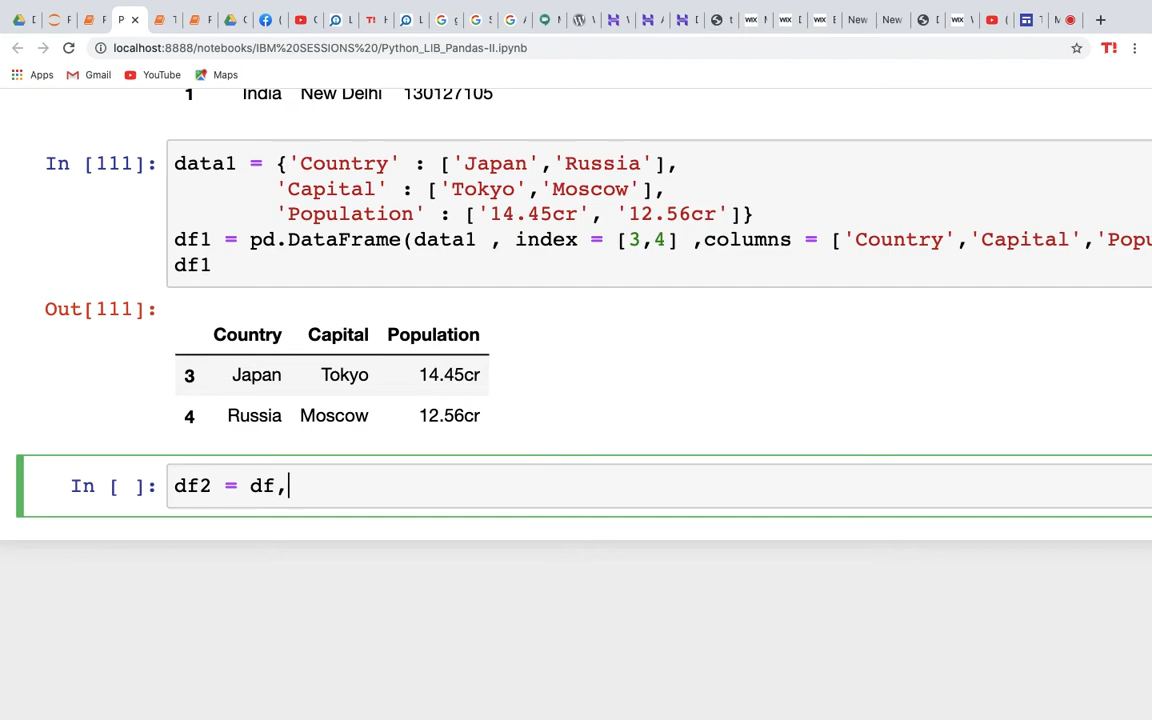 localhost:8888/notebooks/IBM%20SESSIONS%20/Python_LIB_Pandas-II.ipynb
Apps Gmail YouTube Maps
1 India New Delhi 130127105
In [111]: data1 = {'Country' : ['Japan','Russia'],
'Capital' : ['Tokyo','Moscow'],
'Population' : ['14.45cr', '12.56cr']}
df1 = pd.DataFrame(data1 , index = [3,4] ,columns = ['Country','Capital','Popu
df1
Out[111]:
Country Capital Population
3 Japan Tokyo 14.45cr
4 Russia Moscow 12.56cr
In [ ]: df2 = df,